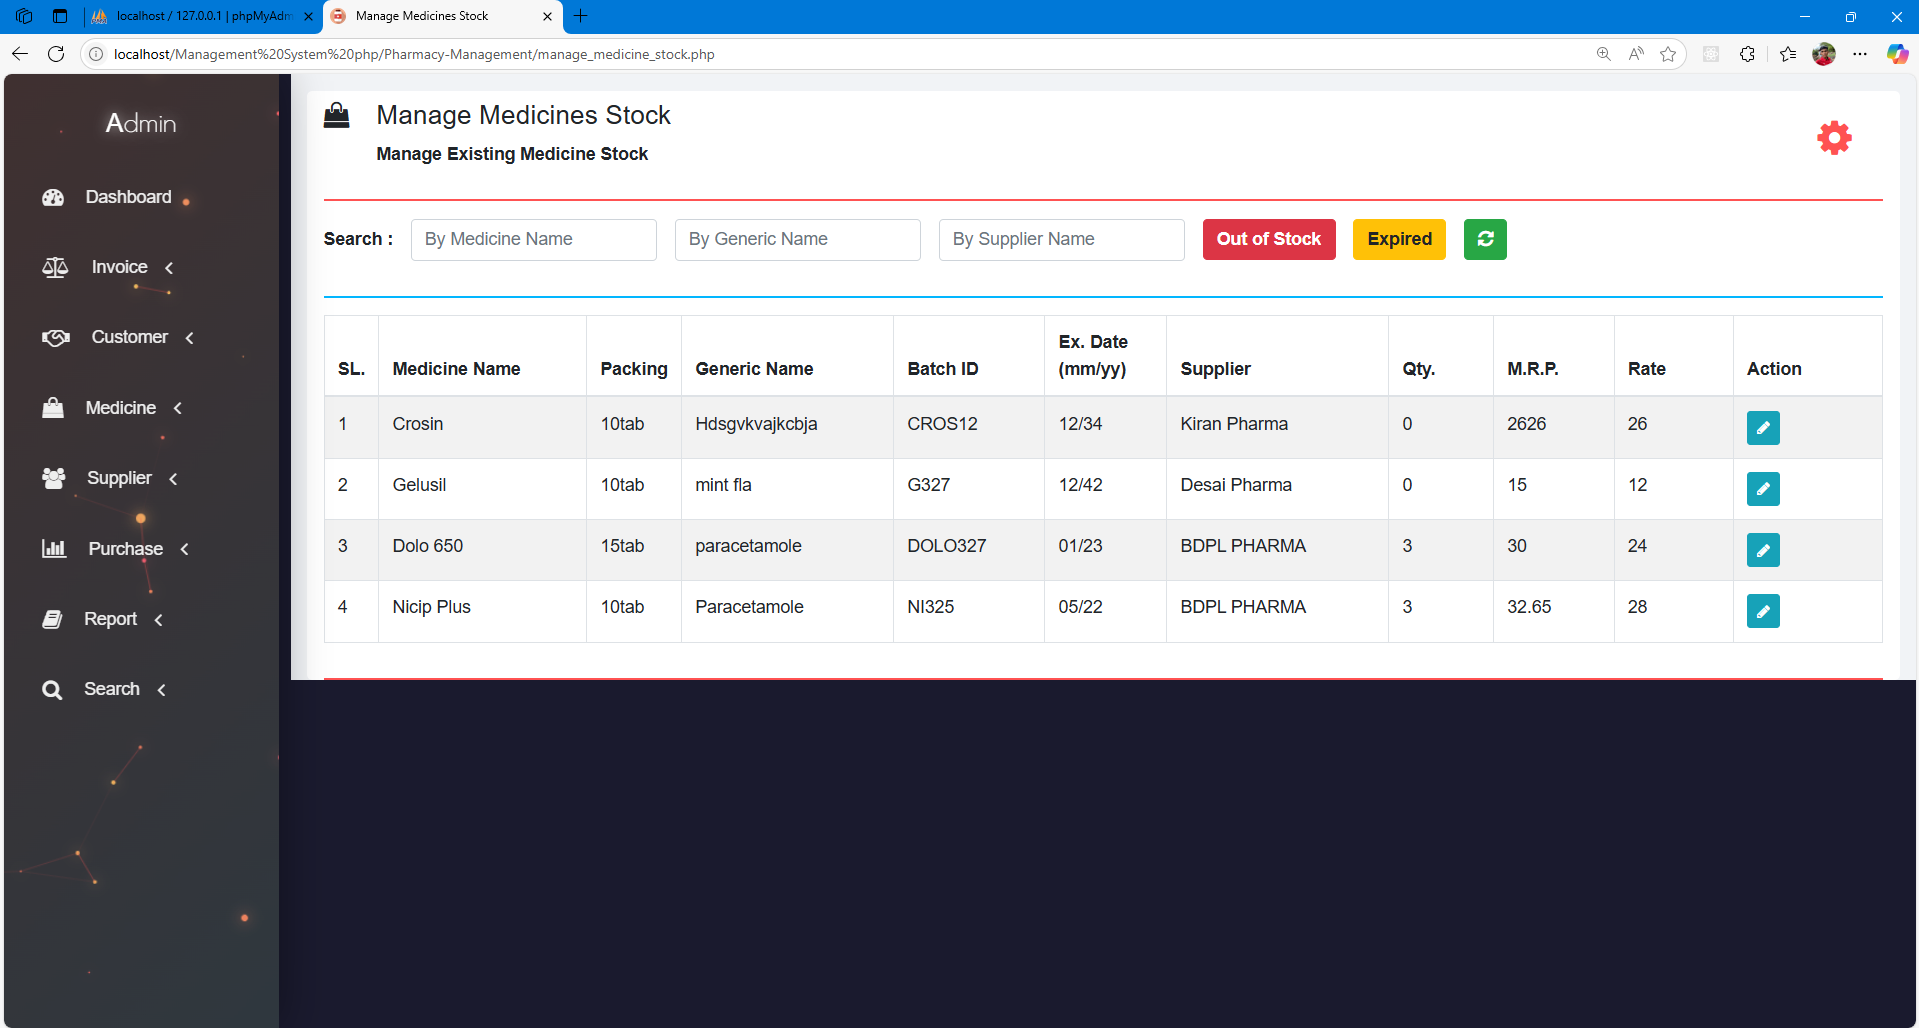 localhost / 127.0.0.1 | phpMyAdm
Manage Medicines Stock
localhost/Management%20System%20php/Pharmacy-Management/manage_medicine_stock.php
Admin
Dashboard
Invoice
Customer
Medicine
Supplier
Purchase
Report
Search
Manage Medicines Stock
Manage Existing Medicine Stock
Search : By Medicine Name By Generic Name By Supplier Name Out of Stock Expired
SL. Medicine Name Packing Generic Name Batch ID Ex. Date (mm/yy) Supplier Qty. M.R.P. Rate Action
1 Crosin 10tab Hdsgvkvajkcbja CROS12 12/34 Kiran Pharma 0 2626 26
2 Gelusil 10tab mint fla G327 12/42 Desai Pharma 0 15 12
3 Dolo 650 15tab paracetamole DOLO327 01/23 BDPL PHARMA 3 30 24
4 Nicip Plus 10tab Paracetamole NI325 05/22 BDPL PHARMA 3 32.65 28